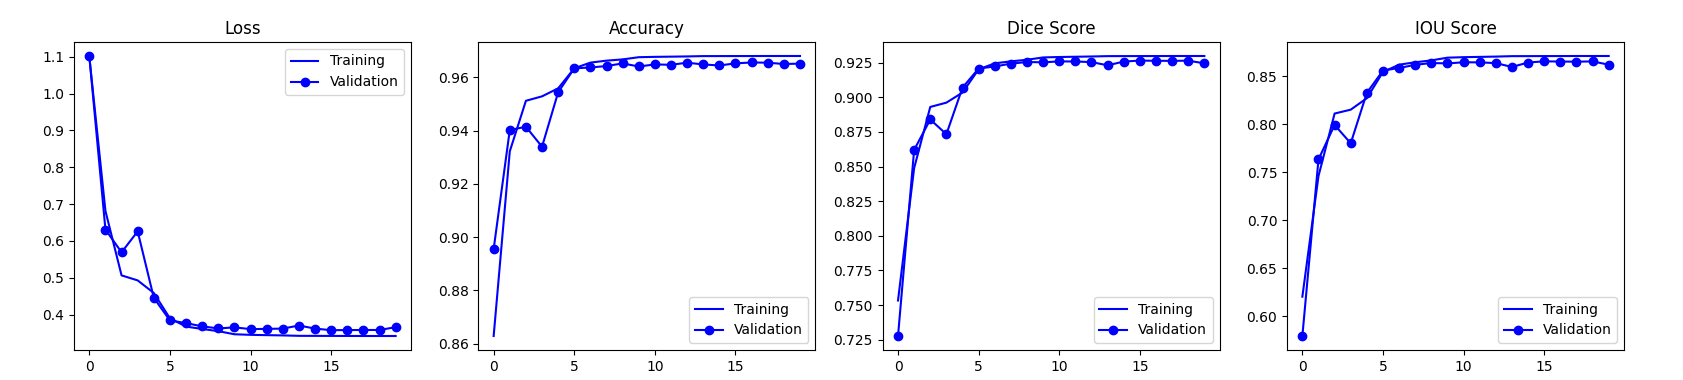 Loss
1.1
1.0
0.9
0.8
0.7
0.6
0.5
0.4
0 5 10 15
Training
Validation
Accuracy
0.96
0.94
0.92
0.90
0.88
0.86
0 5 10 15
Training
Validation
Dice Score
0.925
0.900
0.875
0.850
0.825
0.800
0.775
0.750
0.725
0 5 10 15
Training
Validation
IOU Score
0.85
0.80
0.75
0.70
0.65
0.60
0 5 10 15
Training
Validation